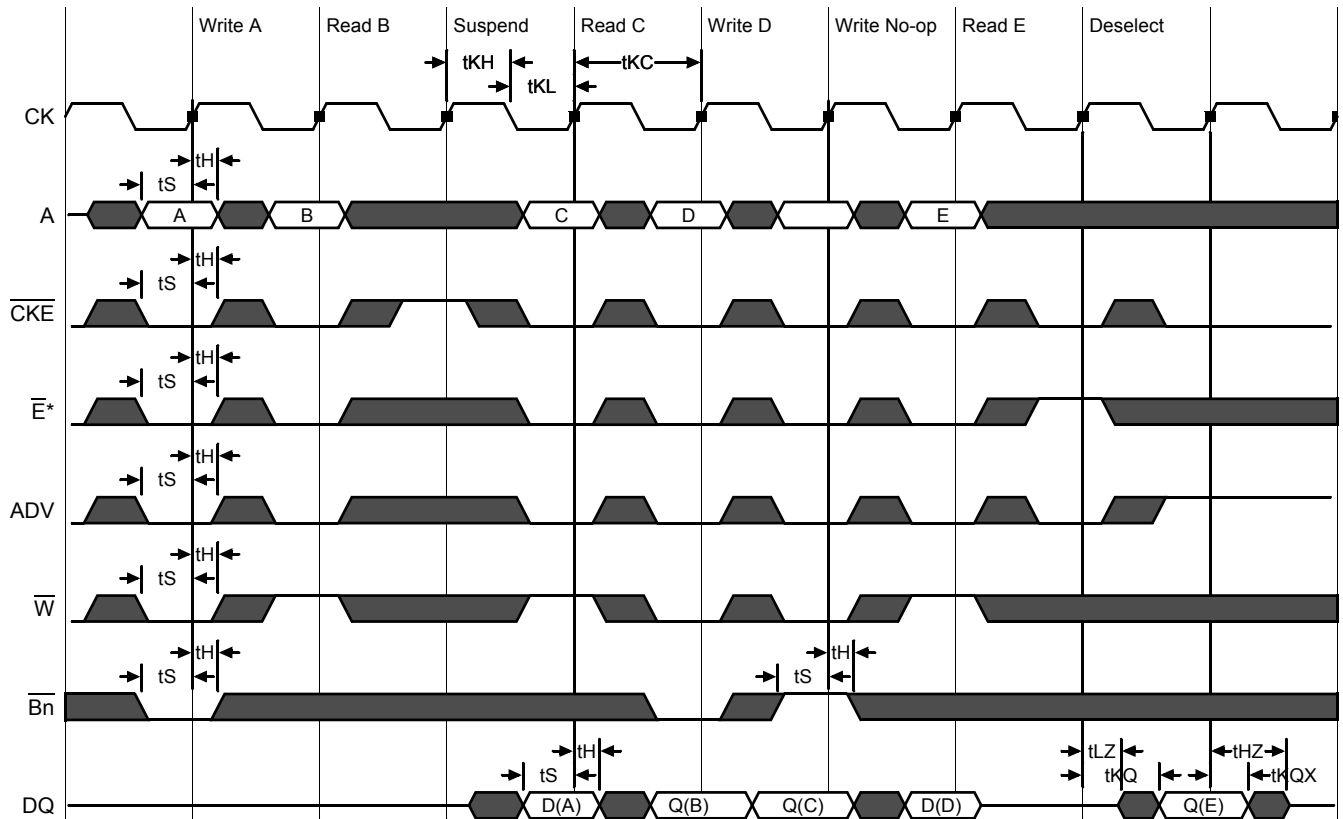 Write A Read B Suspend Read C Write D Write No-op Read E Deselect
tKH tKC
tKL
CK
tH
tS
A A B C D E
tH
tS
CKE
tH
tS
E*
tH
tS
ADV
tH
tS
W
tH tH
tS tS
Bn
tH tLZ tHZ
tS tKQ tKQX
DQ D(A) Q(B) Q(C) D(D) Q(E)